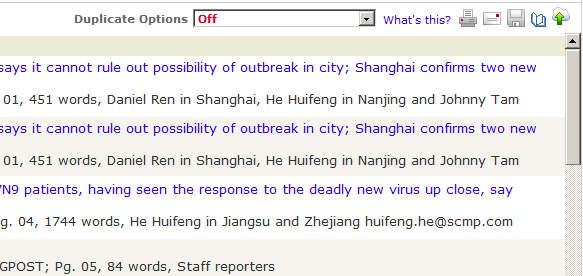 Duplicate Options Off What's this?
says it cannot rule out possibility of outbreak in city; Shanghai confirms two new
01, 451 words, Daniel Ren in Shanghai, He Huifeng in Nanjing and Johnny Tam
says it cannot rule out possibility of outbreak in city; Shanghai confirms two new
01, 451 words, Daniel Ren in Shanghai, He Huifeng in Nanjing and Johnny Tam
7N9 patients, having seen the response to the deadly new virus up close, say
g. 04, 1744 words, He Huifeng in Jiangsu and Zhejiang huifeng.he@scmp.com
GPOST; Pg. 05, 84 words, Staff reporters